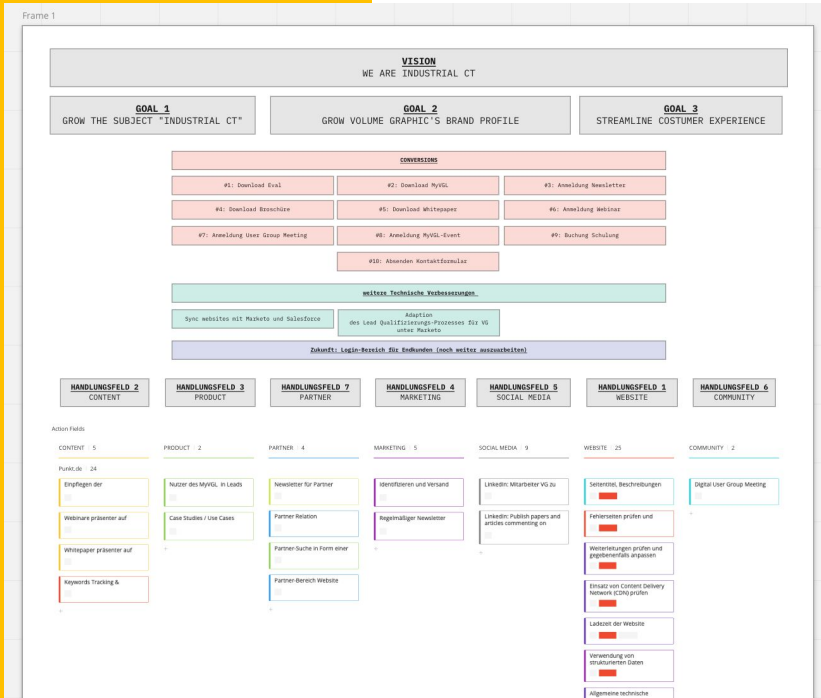 Frame 1
VISION
WE ARE INDUSTRIAL CT
GOAL 1
GROW THE SUBJECT "INDUSTRIAL CT"
GOAL 2
GROW VOLUME GRAPHIC'S BRAND PROFILE
GOAL 3
STREAMLINE COSTUMER EXPERIENCE
CONVERSIONS
#1: Download Eval
#2: Download MyVGL
#3: Anmeldung Newsletter
#4: Download Broschüre
#5: Download Whitepaper
#6: Anmeldung Webinar
#7: Anmeldung User Group Meeting
#8: Anmeldung MyVGL-Event
#9: Buchung Schulung
#10: Absenden Kontaktformular
weitere Technische Verbesserungen
Sync websites mit Marketo und Salesforce
Adaption
des Lead Qualifizierungs-Prozesses für VG
unter Marketo
Zukunft: Login-Bereich für Endkunden (noch weiter auszuarbeiten)
HANDLUNGSFELD 2
CONTENT
HANDLUNGSFELD 3
PRODUCT
HANDLUNGSFELD 7
PARTNER
HANDLUNGSFELD 4
MARKETING
HANDLUNGSFELD 5
SOCIAL MEDIA
HANDLUNGSFELD 1
WEBSITE
HANDLUNGSFELD 6
COMMUNITY
Action Fields
CONTENT 5
PRODUCT 2
PARTNER 4
MARKETING 5
SOCIAL MEDIA 9
WEBSITE 25
COMMUNITY 2
Punkt.de 24
Einpflegen der
Nutzer des MyVGL in Leads
Newsletter für Partner
Identifizieren und Versand
LinkedIn: Mitarbeiter VG zu
Seitentitel, Beschreibungen
Digital User Group Meeting
Webinare präsenter auf
Case Studies / Use Cases
Partner Relation
Regelmäßiger Newsletter
LinkedIn: Publish papers and
articles commenting on
Fehlerseiten prüfen und
Whitepaper präsenter auf
Partner-Suche in Form einer
Weiterleitungen prüfen und
gegebenenfalls anpassen
Keywords Tracking &
Partner-Bereich Website
Einsatz von Content Delivery
Network (CDN) prüfen
Ladezeit der Website
Verwendung von
strukturierten Daten
Allgemeine technische